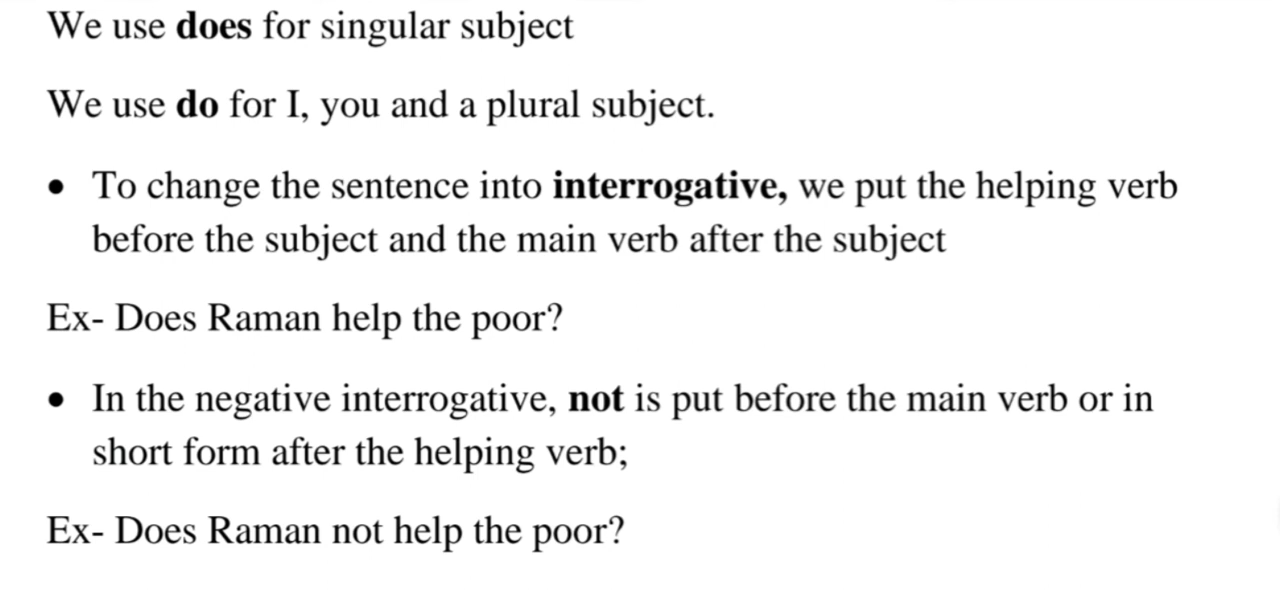 We use does for singular subject
We use do for I, you and a plural subject.
• To change the sentence into interrogative, we put the helping verb
before the subject and the main verb after the subject
Ex- Does Raman help the poor?
• In the negative interrogative, not is put before the main verb or in
short form after the helping verb;
Ex- Does Raman not help the poor?